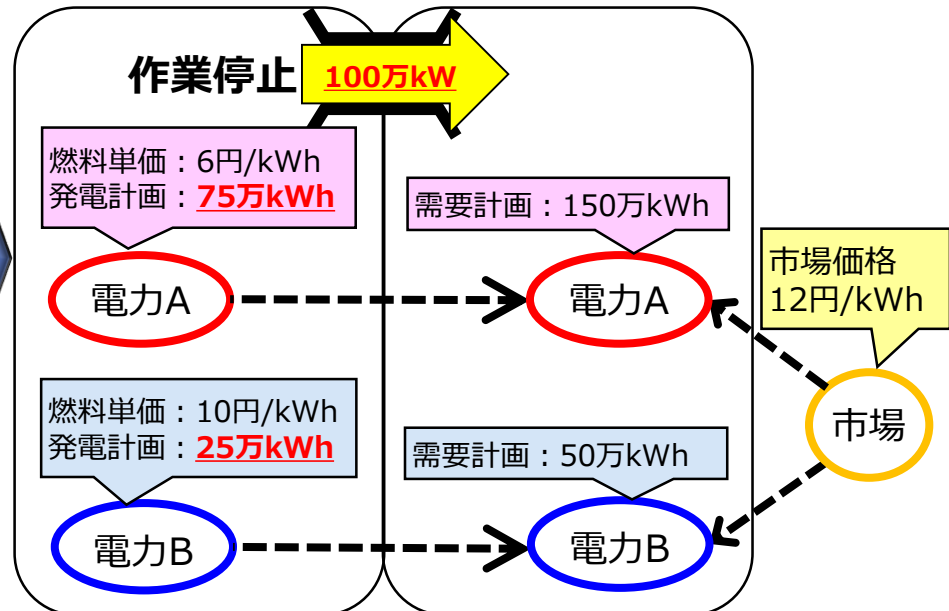 作業停止
100万kW
燃料単価：6円/kWh
発電計画：75万kWh
需要計画：150万kWh
市場価格
12円/kWh
電力A
電力A
燃料単価：10円/kWh
発電計画：25万kWh
需要計画：50万kWh
市場
電力B
電力B